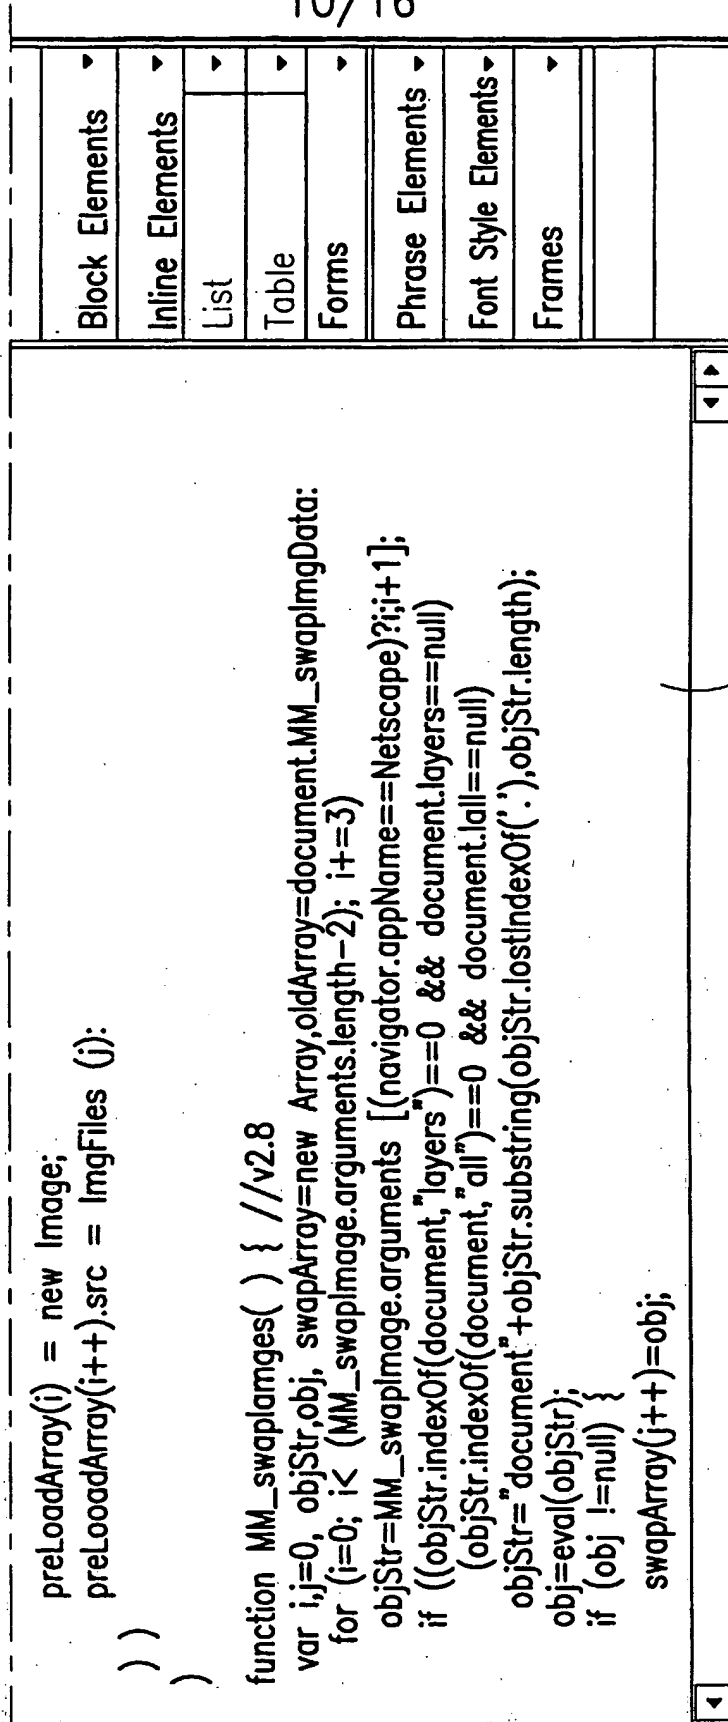 10/16
preLoadArray(i) = new Image;
preLooadArray(i++).src = ImgFiles (j):
) )
)
function MM_swaplamges( ) { //v2.8
var i,j=0, objStr,obj, swapArray=new Array,oldArray=document.MM_swapImgData:
for (i=0; i< (MM_swapImage.arguments.length-2); i+=3)
objStr=MM_swapImage.arguments [(navigator.appName==Netscape)?i;i+1];
if ((objStr.indexOf(document,"layers")==0 && document.layers==null)
(objStr.indexOf(document,"all")==0 && document.lall==null)
objStr="document"+objStr.substring(objStr.lostIndexOf('.'),objStr.length);
obj=eval(objStr);
if (obj !=null) {
swapArray(j++)=obj;
Block Elements
Inline Elements
List
Table
Forms
Phrase Elements
Font Style Elements
Frames